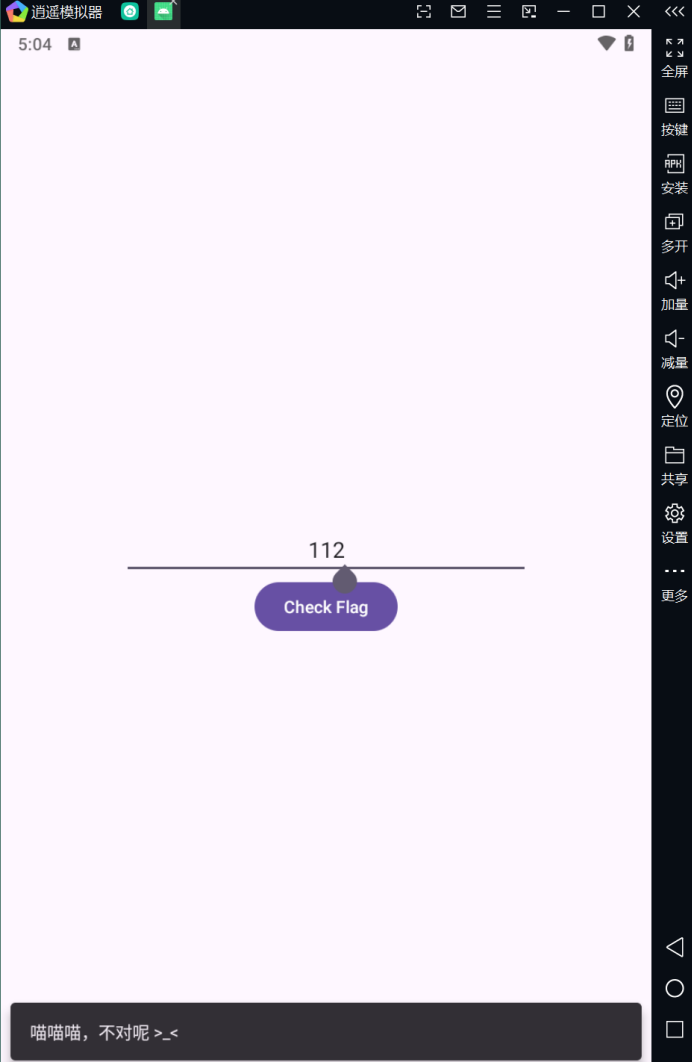 逍遥模拟器
5:04
A
全屏
按键
APK
安装
多开
加量
减量
定位
共享
设置
更多
112
Check Flag
喵喵喵，不对呢 >_<